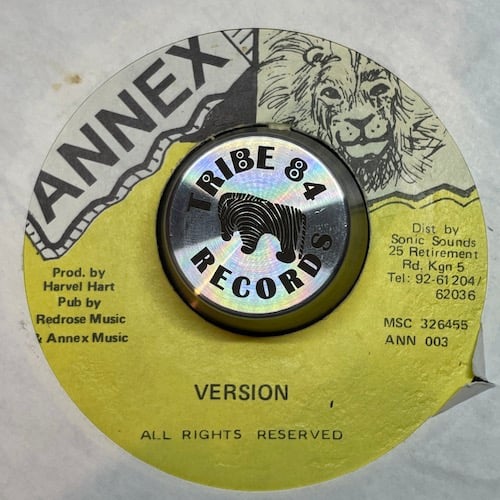 ANNEX
TRIBE 84
RECORDS
Prod. by
Harvel Hart
Pub by
Redrose Music
& Annex Music
Dist by
Sonic Sounds
25 Retirement
Rd. Kgn 5
Tel: 92-61204/
62036
MSC 326455
ANN 003
VERSION
ALL RIGHTS RESERVED